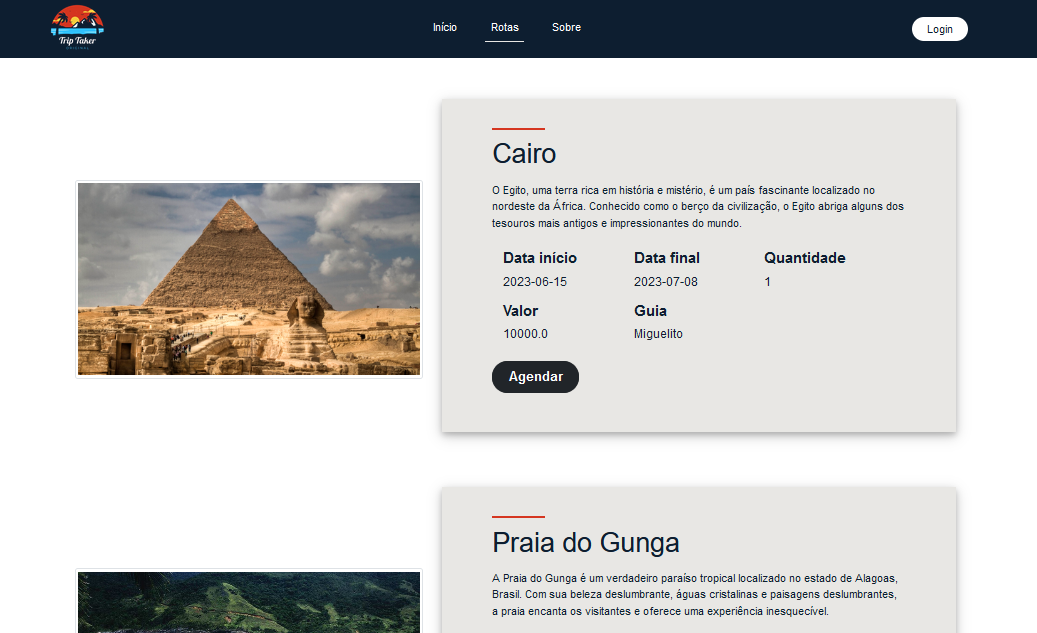 Trip Taker
Início Rotas Sobre
Login
Cairo
O Egito, uma terra rica em história e mistério, é um país fascinante localizado no
nordeste da África. Conhecido como o berço da civilização, o Egito abriga alguns dos
tesouros mais antigos e impressionantes do mundo.
Data início Data final Quantidade
2023-06-15 2023-07-08 1
Valor Guia
10000.0 Miguelito
Agendar
Praia do Gunga
A Praia do Gunga é um verdadeiro paraíso tropical localizado no estado de Alagoas,
Brasil. Com sua beleza deslumbrante, águas cristalinas e paisagens deslumbrantes,
a praia encanta os visitantes e oferece uma experiência inesquecível.